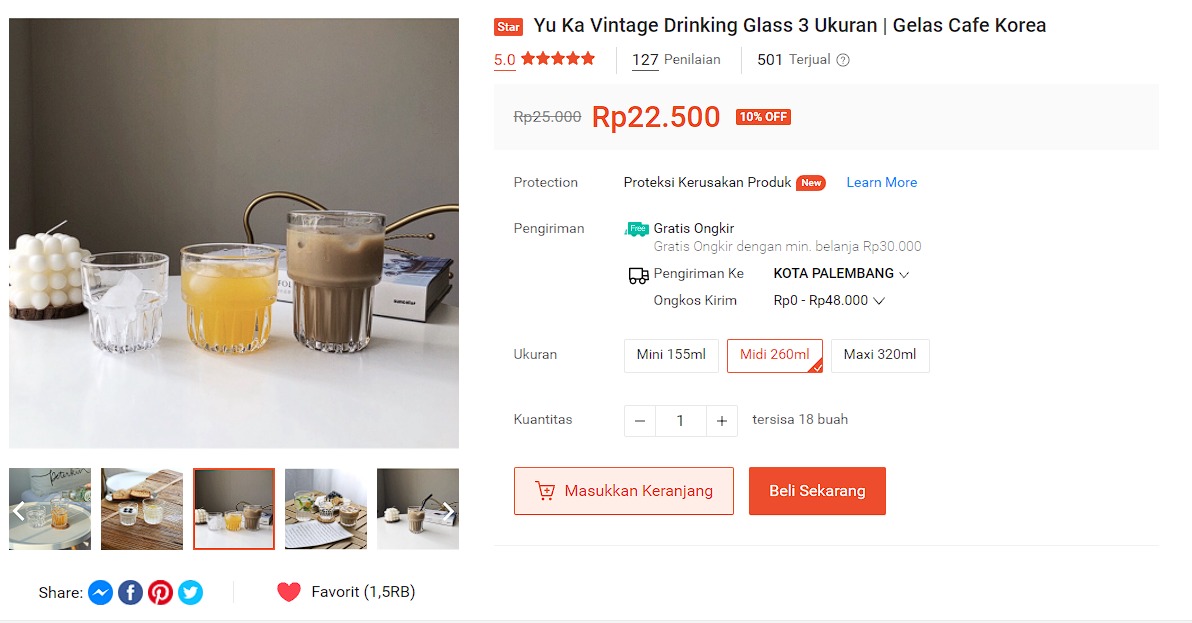 Star Yu Ka Vintage Drinking Glass 3 Ukuran | Gelas Cafe Korea
5.0 127 Penilaian 501 Terjual ?
Rp25.000 Rp22.500 10% OFF
Protection Proteksi Kerusakan Produk New Learn More
Pengiriman Free Gratis Ongkir
Gratis Ongkir dengan min. belanja Rp30.000
Pengiriman Ke KOTA PALEMBANG
Ongkos Kirim Rp0 - Rp48.000
Ukuran Mini 155ml Midi 260ml Maxi 320ml
Kuantitas − 1 + tersisa 18 buah
Masukkan Keranjang Beli Sekarang
Share: Favorit (1,5RB)